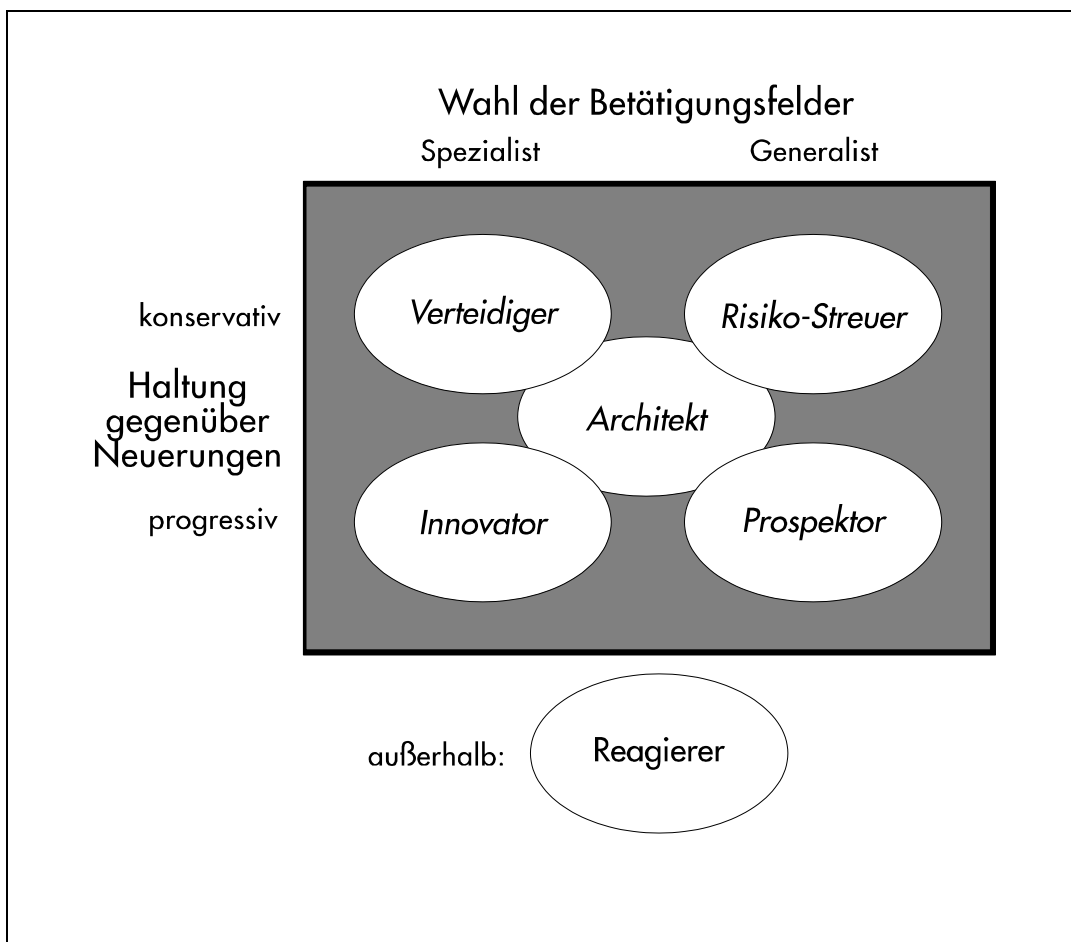 Wahl der Betätigungsfelder
Spezialist Generalist
konservativ Verteidiger Risiko-Streuer
Haltung
gegenüber
Neuerungen
Architekt
progressiv Innovator Prospektor
außerhalb: Reagierer